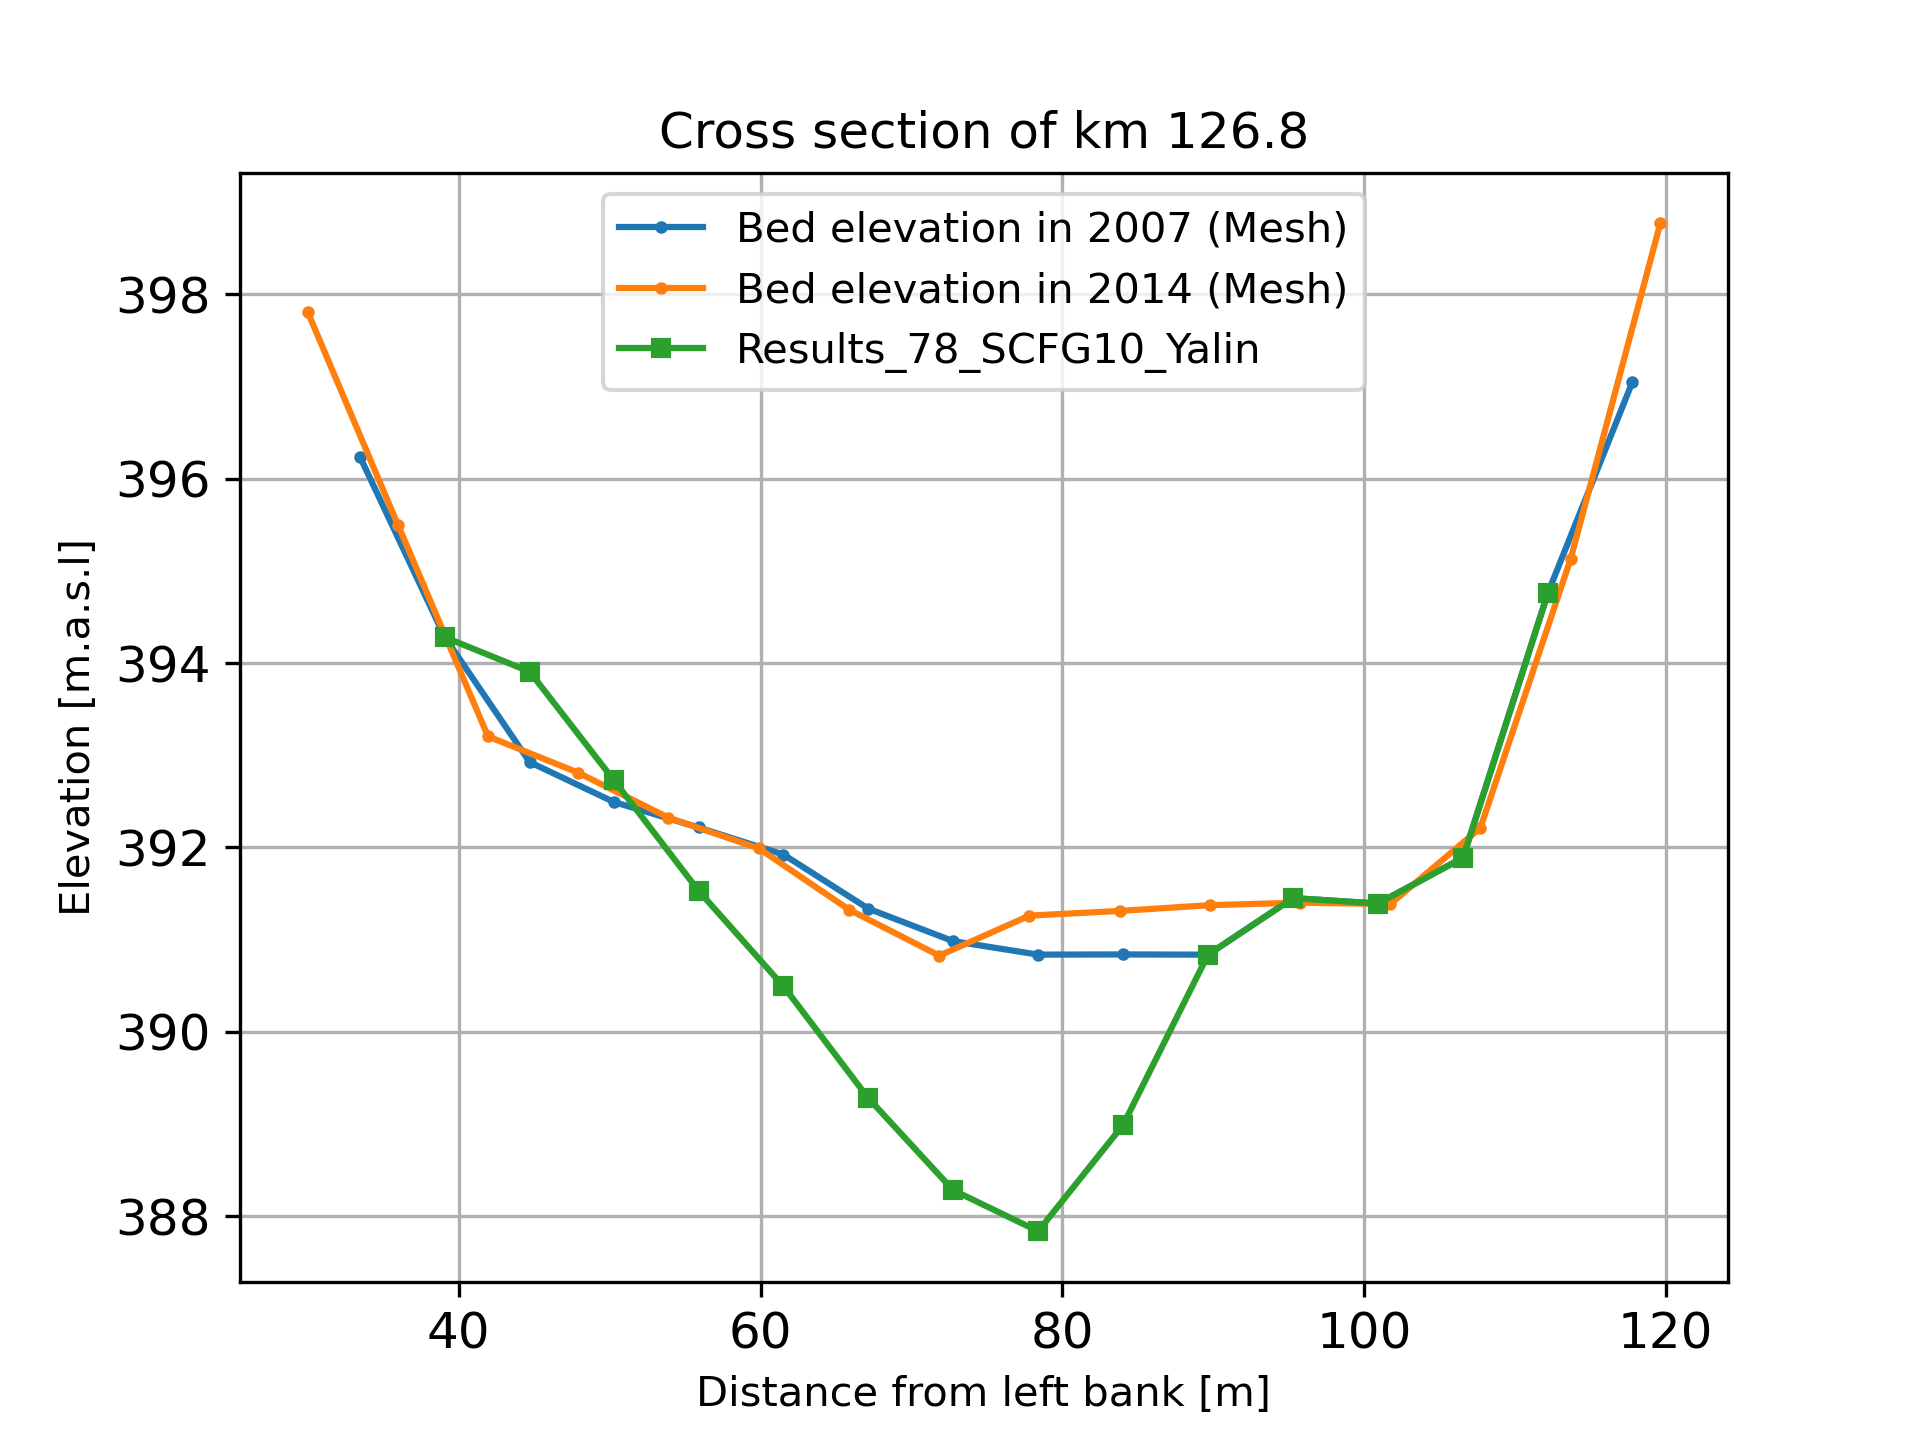 Cross section of km 126.8
Bed elevation in 2007 (Mesh)
Bed elevation in 2014 (Mesh)
Results_78_SCFG10_Yalin
398
396
394
392
390
388
Elevation [m.a.s.l]
40 60 80 100 120
Distance from left bank [m]